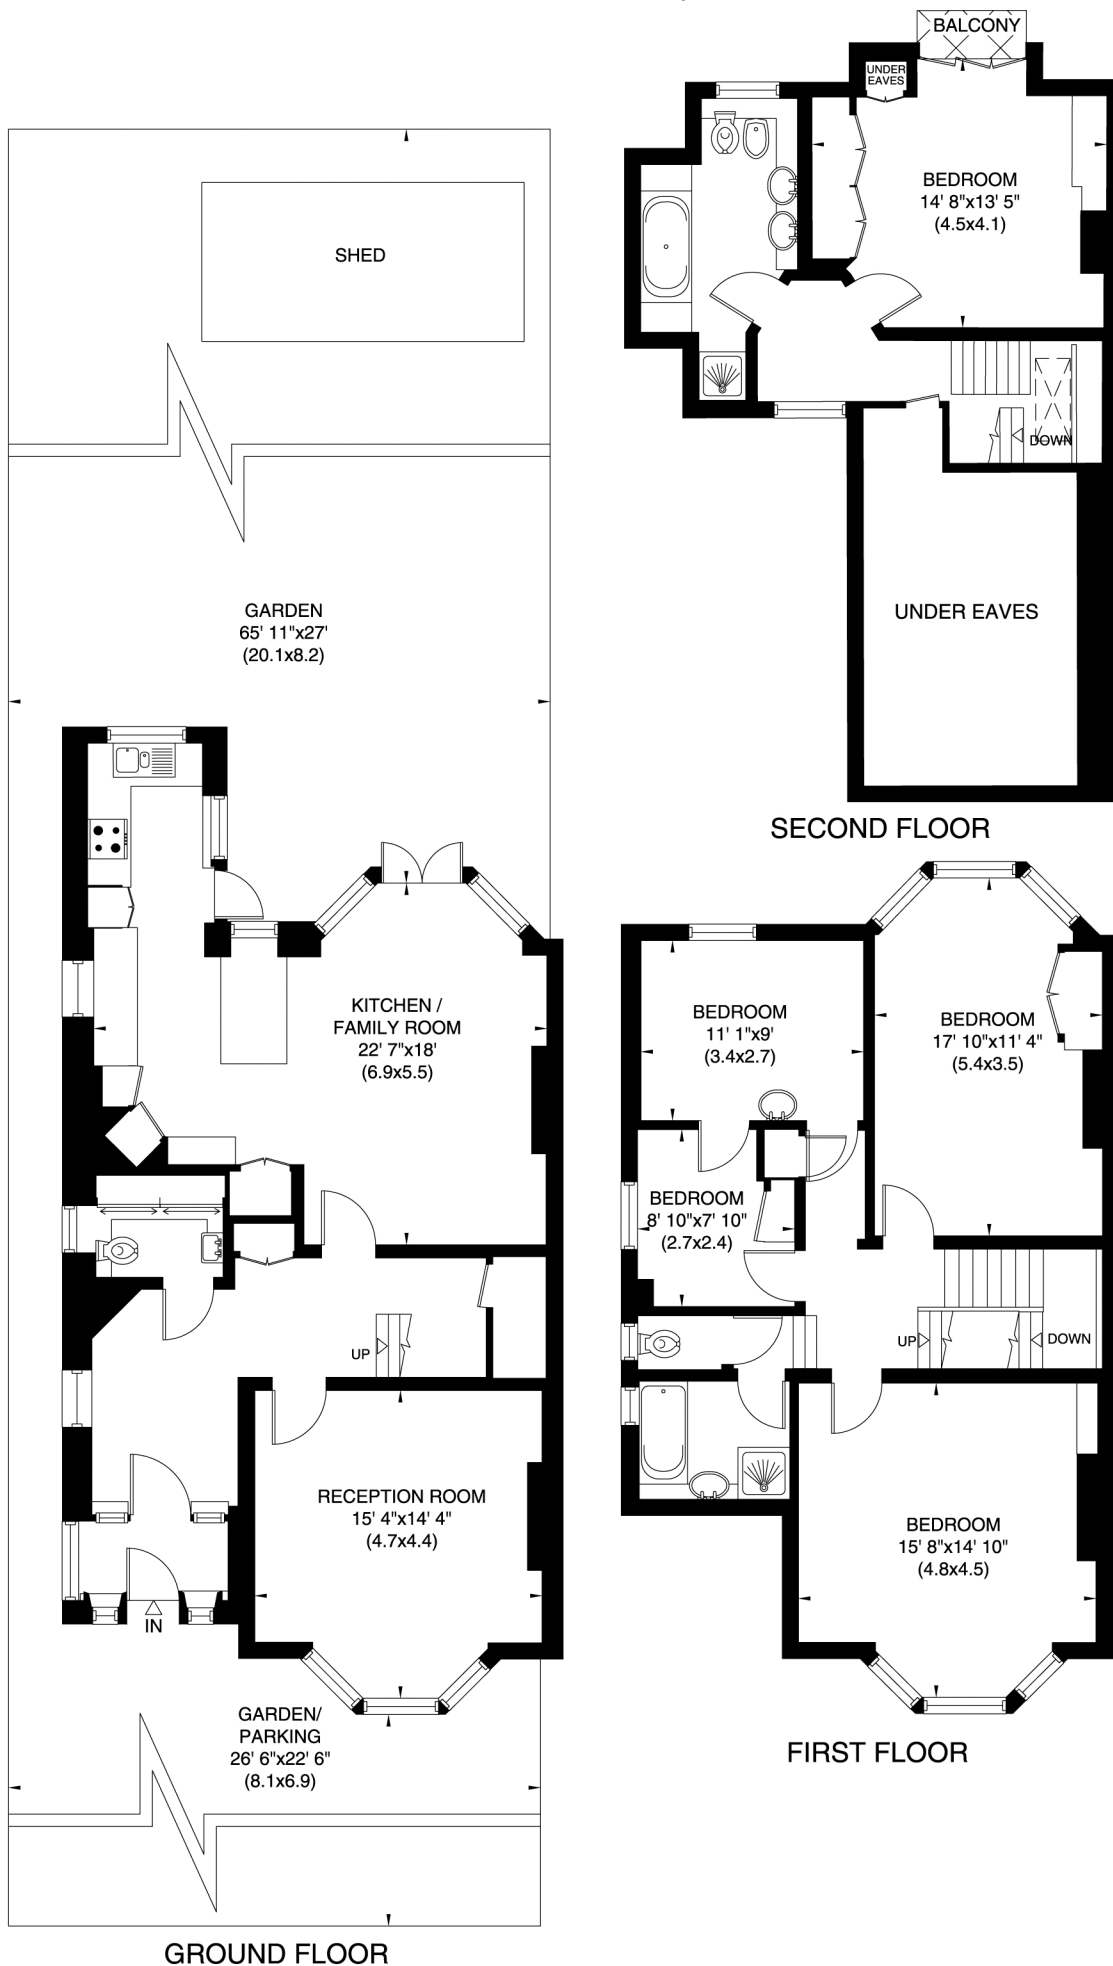 BALCONY
UNDER
EAVES
BEDROOM
14' 8"x13' 5"
(4.5x4.1)
DOWN
UNDER EAVES
SECOND FLOOR
SHED
GARDEN
65' 11"x27'
(20.1x8.2)
KITCHEN /
FAMILY ROOM
22' 7"x18'
(6.9x5.5)
UP
RECEPTION ROOM
15' 4"x14' 4"
(4.7x4.4)
IN
GARDEN/
PARKING
26' 6"x22' 6"
(8.1x6.9)
GROUND FLOOR
BEDROOM
11' 1"x9'
(3.4x2.7)
BEDROOM
17' 10"x11' 4"
(5.4x3.5)
BEDROOM
8' 10"x7' 10"
(2.7x2.4)
UP
DOWN
BEDROOM
15' 8"x14' 10"
(4.8x4.5)
FIRST FLOOR